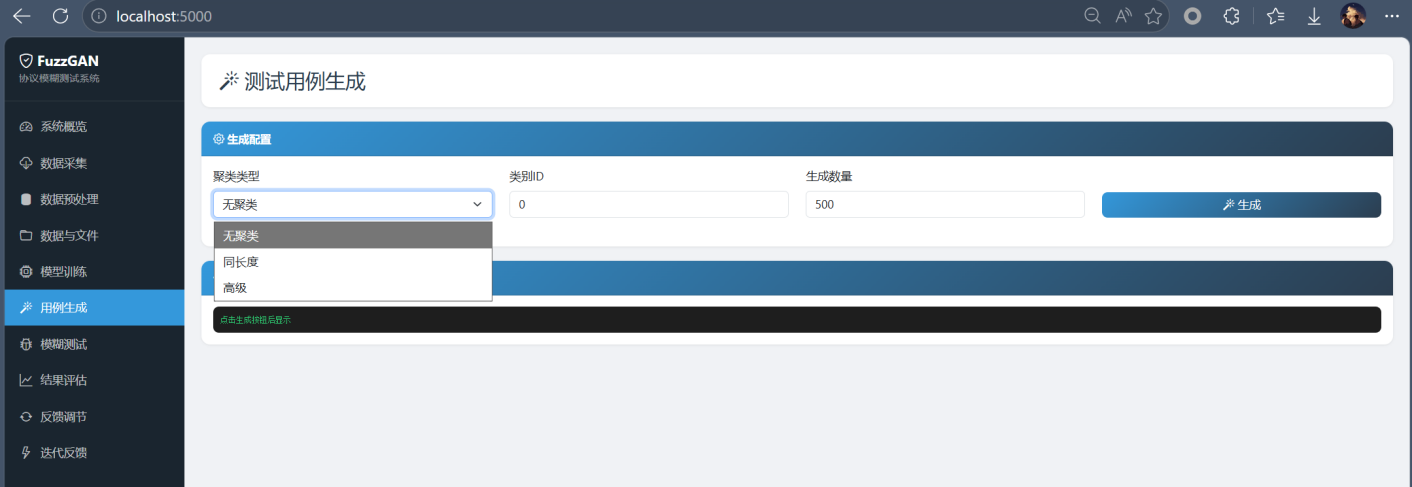 localhost:5000
FuzzGAN
协议模糊测试系统
系统概览
数据采集
数据预处理
数据与文件
模型训练
用例生成
模糊测试
结果评估
反馈调节
迭代反馈
测试用例生成
生成配置
聚类类型
类别ID
生成数量
无聚类
0
500
生成
无聚类
同长度
高级
点击生成按钮后显示